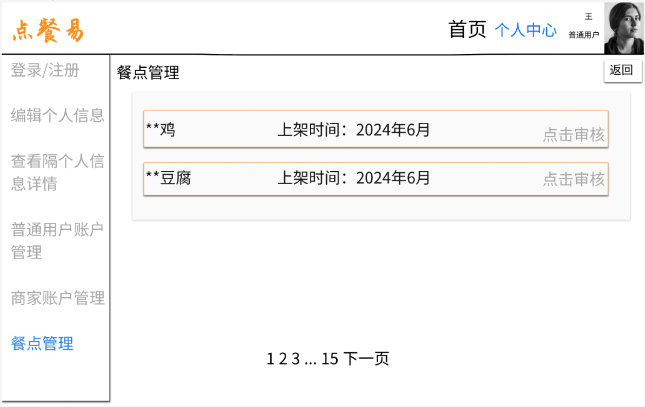 点餐易
首页 个人中心
王
普通用户
登录/注册
编辑个人信息
查看隔个人信
息详情
普通用户账户
管理
商家账户管理
餐点管理
餐点管理
返回
**鸡 上架时间：2024年6月 点击审核
**豆腐 上架时间：2024年6月 点击审核
1 2 3 ... 15 下一页